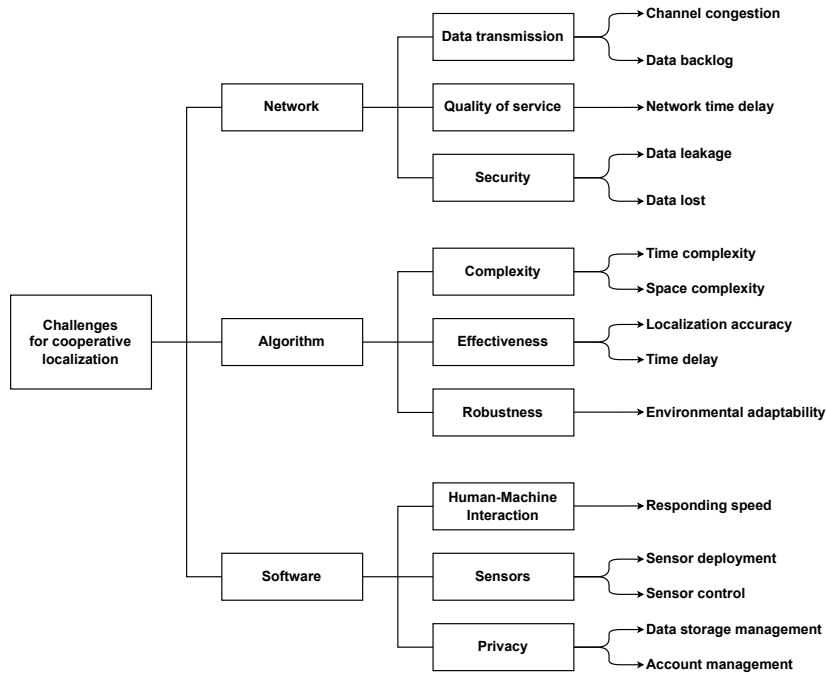 Challenges
for cooperative
localization
Network
Data transmission
Channel congestion
Data backlog
Quality of service
Network time delay
Security
Data leakage
Data lost
Algorithm
Complexity
Time complexity
Space complexity
Effectiveness
Localization accuracy
Time delay
Robustness
Environmental adaptability
Software
Human-Machine
Interaction
Responding speed
Sensors
Sensor deployment
Sensor control
Privacy
Data storage management
Account management